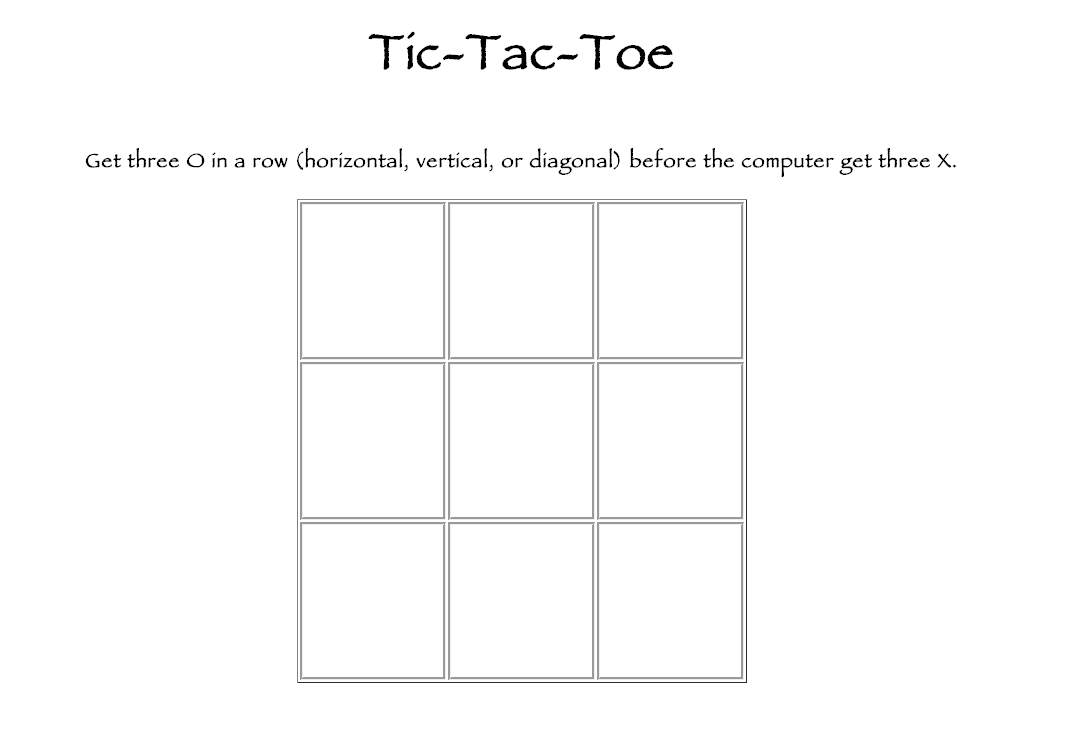 Tic-Tac-Toe
Get three O in a row (horizontal, vertical, or diagonal) before the computer get three X.